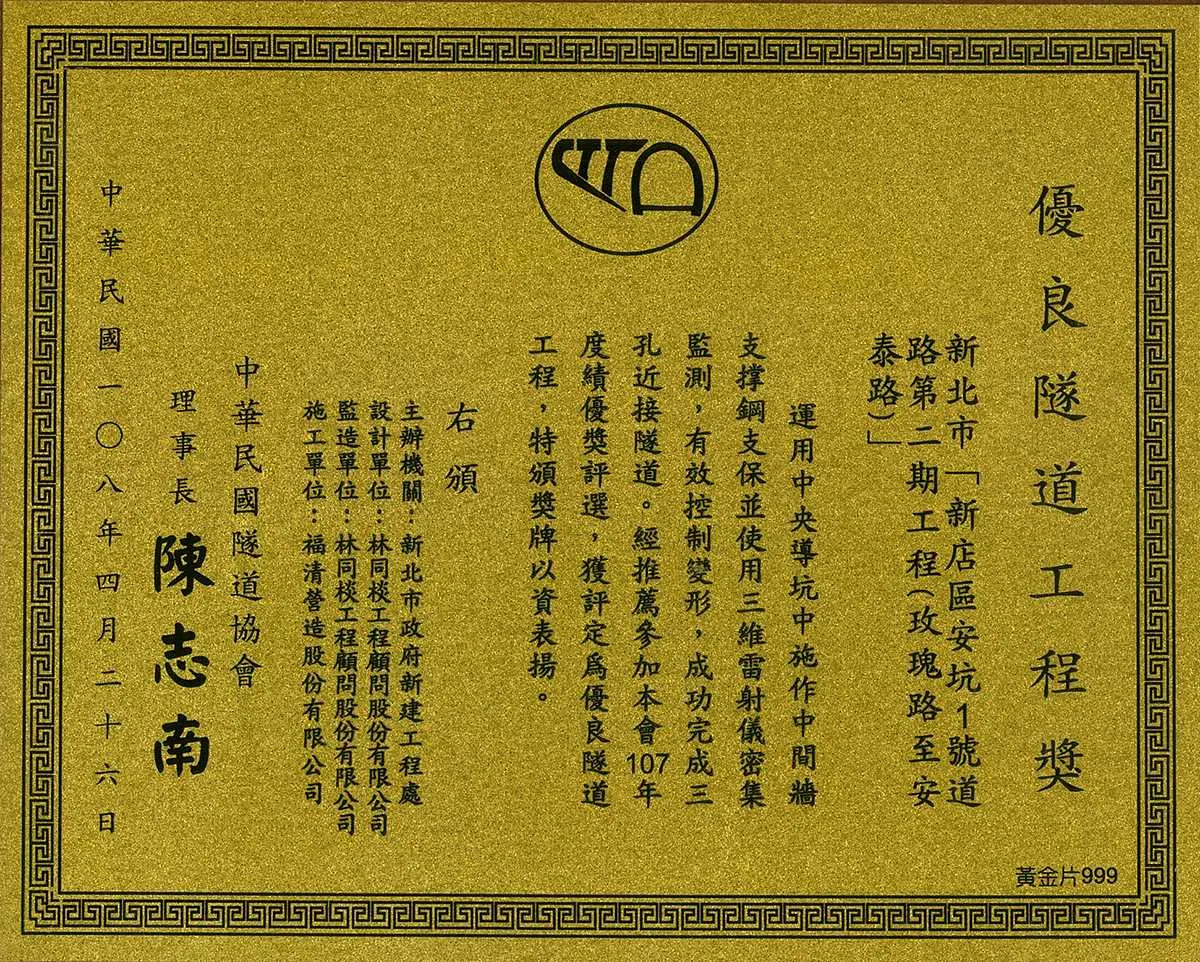 優良隧道工程獎
新北市「新店區安坑1號道
路第二期工程(玫瑰路至安
泰路)」
運用中央導坑中施作中間牆
支撐鋼支保並使用三維雷射儀密集
監測，有效控制變形，成功完成三
孔近接隧道。經推薦參加本會107年
度績優獎評選，獲評定為優良隧道
工程，特頒獎牌以資表揚。
右頒
主辦機關：新北市政府新建工程處
設計單位：林同棪工程顧問股份有限公司
監造單位：林同棪工程顧問股份有限公司
施工單位：福清營造股份有限公司
中華民國隧道協會
理事長 陳志南
中華民國一〇八年四月二十六日
黃金片999